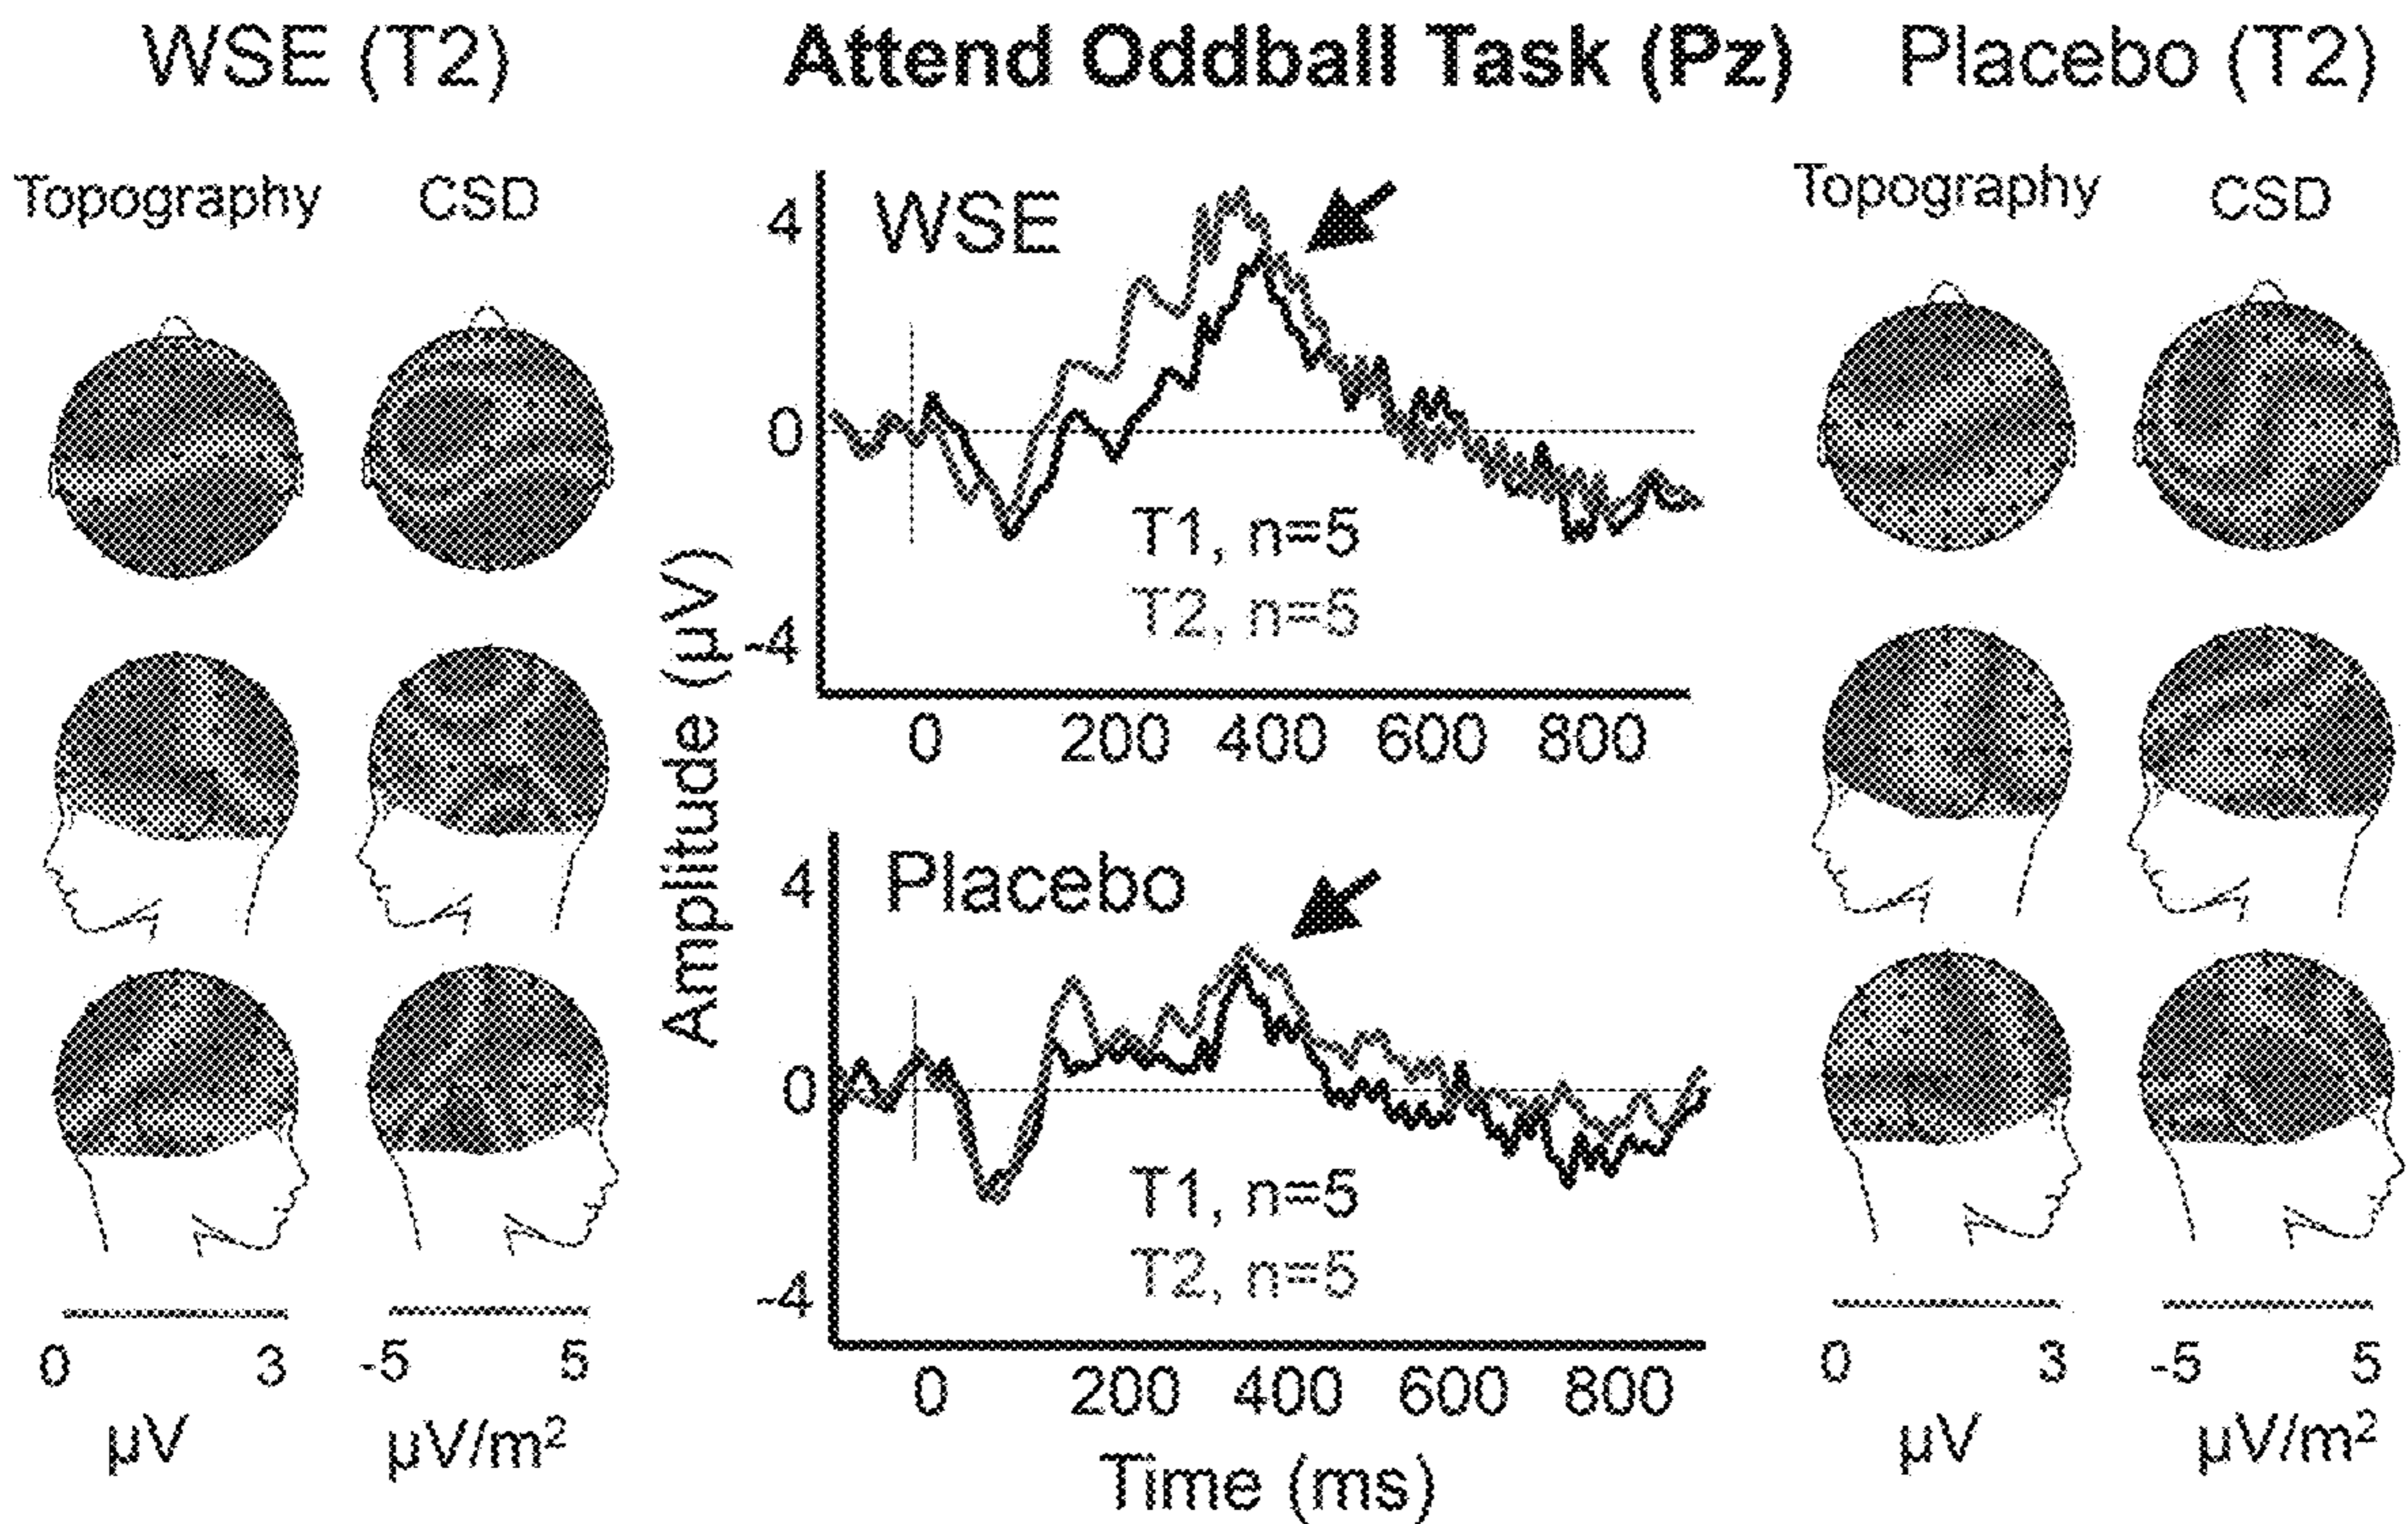 WSE (T2)
Attend Oddball Task (Pz)
Placebo (T2)
Topography
CSD
Topography
CSD
Amplitude (µV)
4
0
-4
WSE
T1, n=5
T2, n=5
0 200 400 600 800
4
0
-4
Placebo
T1, n=5
T2, n=5
0 200 400 600 800
Time (ms)
0 3
µV
-5 5
µV/m²
0 3
µV
-5 5
µV/m²